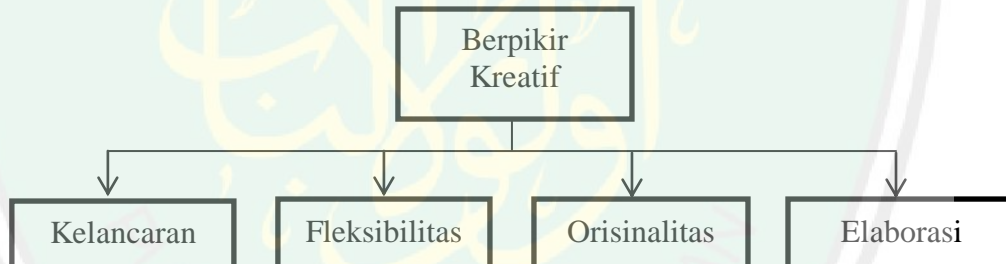 Berpikir
Kreatif
Kelancaran
Fleksibilitas
Orisinalitas
Elaborasi